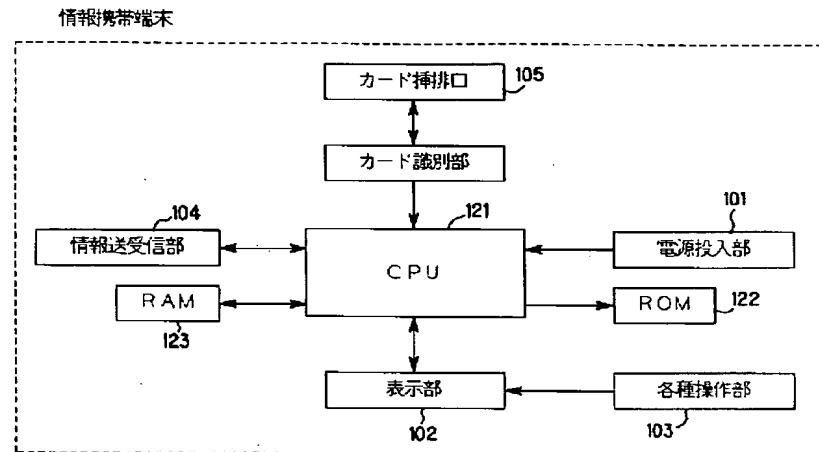 情報携帯端末
カード挿排口
105
カード識別部
104
121
101
情報送受信部
CPU
電源投入部
RAM
ROM
122
123
表示部
各種操作部
102
103